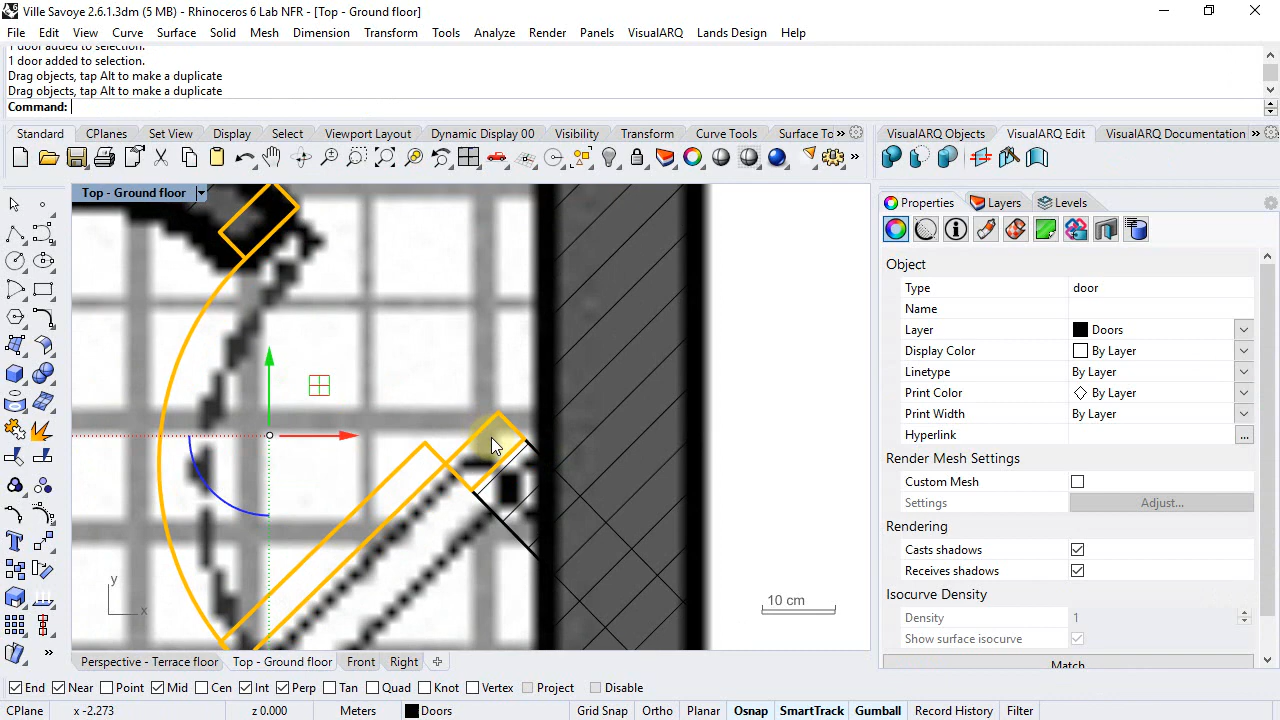 Ville Savoye 2.6.1.3dm (5 MB) - Rhinoceros 6 Lab NFR - [Top - Ground floor]
File Edit View Curve Surface Solid Mesh Dimension Transform Tools Analyze Render Panels VisualARQ Lands Design Help
1 door added to selection.
1 door added to selection.
Drag objects, tap Alt to make a duplicate
Drag objects, tap Alt to make a duplicate
Command:
Standard CPlanes Set View Display Select Viewport Layout Dynamic Display 00 Visibility Transform Curve Tools Surface To » VisualARQ Objects VisualARQ Edit VisualARQ Documentation »
Top - Ground floor
Properties Layers Levels
Object
Type door
Name
Layer Doors
Display Color By Layer
Linetype By Layer
Print Color By Layer
Print Width By Layer
Hyperlink ...
Render Mesh Settings
Custom Mesh
Settings Adjust...
Rendering
Casts shadows
Receives shadows
Isocurve Density
Density 1
Show surface isocurve
Match
y
x
10 cm
Perspective - Terrace floor Top - Ground floor Front Right
End Near Point Mid Cen Int Perp Tan Quad Knot Vertex Project Disable
CPlane x -2.273 z 0.000 Meters Doors Grid Snap Ortho Planar Osnap SmartTrack Gumball Record History Filter